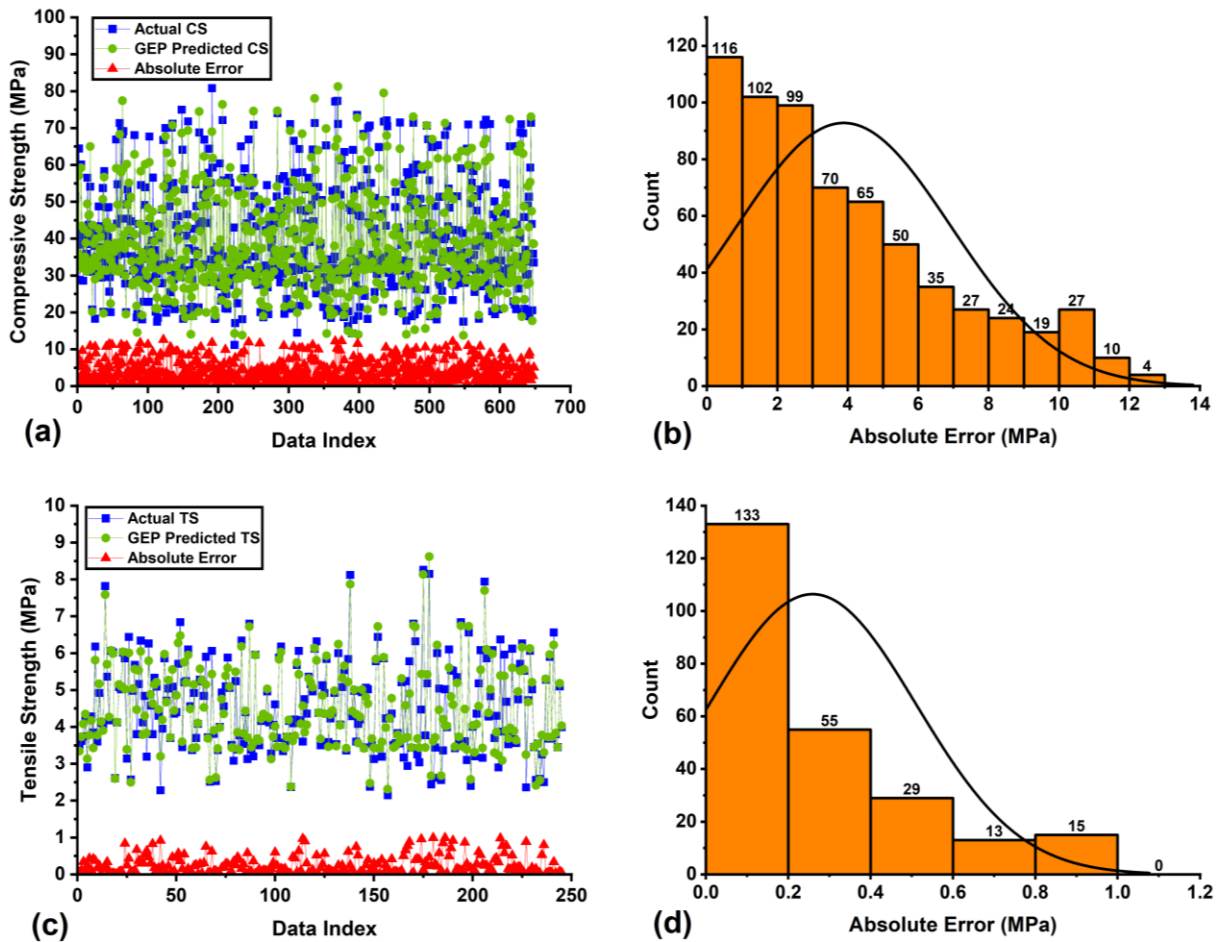 Compressive Strength (MPa)
100
90
80
70
60
50
40
30
20
10
0
Actual CS
GEP Predicted CS
Absolute Error
0 100 200 300 400 500 600 700
(a)
Data Index
Count
120
100
80
60
40
20
0
116
102
99
70
65
50
35
27
24
19
27
10
4
0 2 4 6 8 10 12 14
(b)
Absolute Error (MPa)
Tensile Strength (MPa)
10
9
8
7
6
5
4
3
2
1
0
Actual TS
GEP Predicted TS
Absolute Error
0 50 100 150 200 250
(c)
Data Index
Count
140
120
100
80
60
40
20
0
133
55
29
13
15
0
0.0 0.2 0.4 0.6 0.8 1.0 1.2
(d)
Absolute Error (MPa)